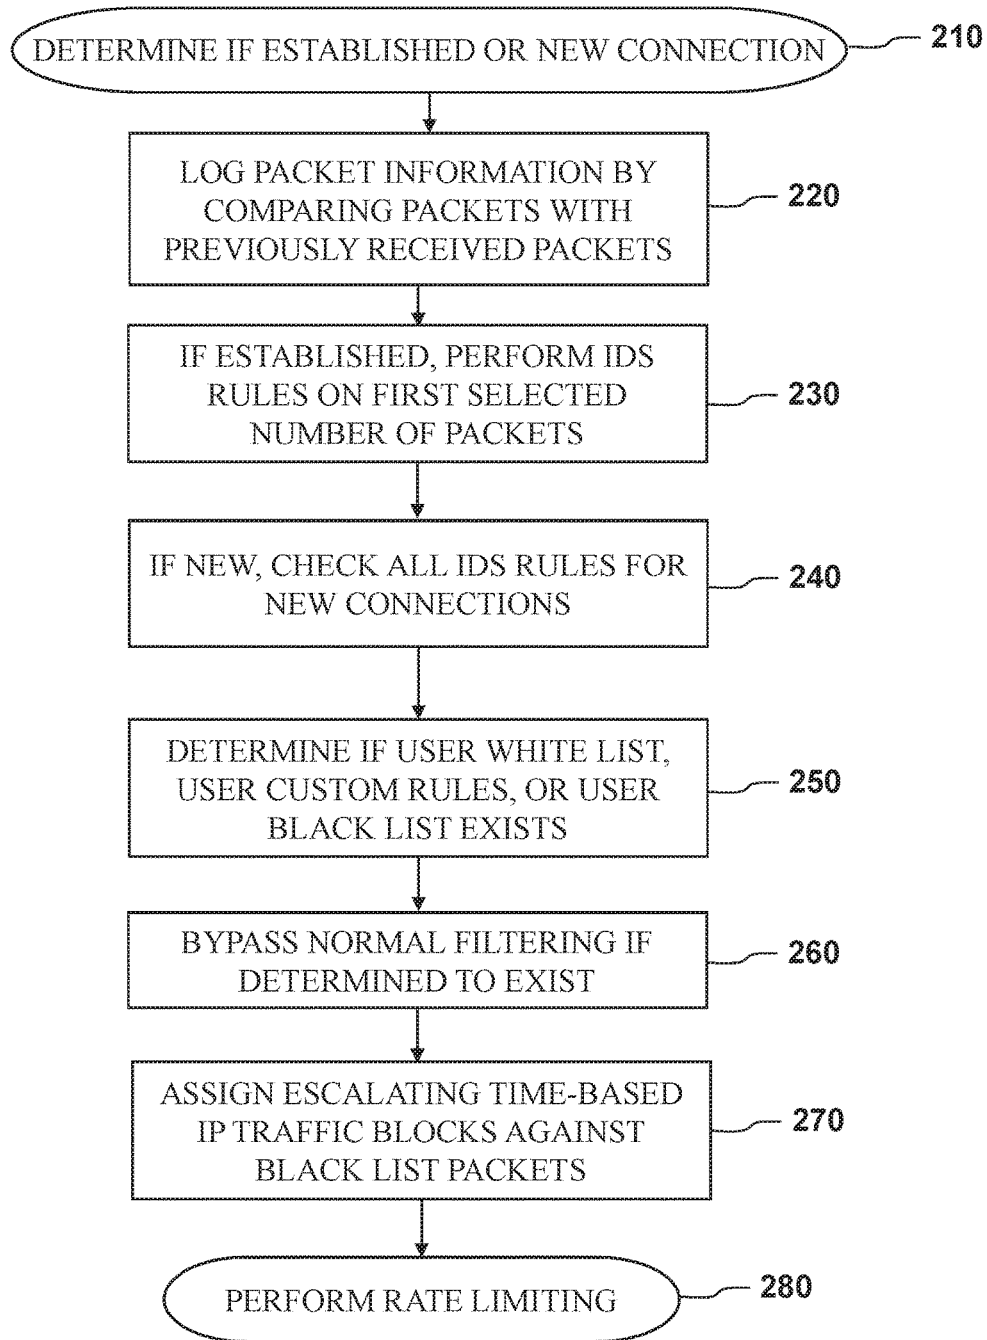 DETERMINE IF ESTABLISHED OR NEW CONNECTION
210
LOG PACKET INFORMATION BY
COMPARING PACKETS WITH
PREVIOUSLY RECEIVED PACKETS
220
IF ESTABLISHED, PERFORM IDS
RULES ON FIRST SELECTED
NUMBER OF PACKETS
230
IF NEW, CHECK ALL IDS RULES FOR
NEW CONNECTIONS
240
DETERMINE IF USER WHITE LIST,
USER CUSTOM RULES, OR USER
BLACK LIST EXISTS
250
BYPASS NORMAL FILTERING IF
DETERMINED TO EXIST
260
ASSIGN ESCALATING TIME-BASED
IP TRAFFIC BLOCKS AGAINST
BLACK LIST PACKETS
270
PERFORM RATE LIMITING
280